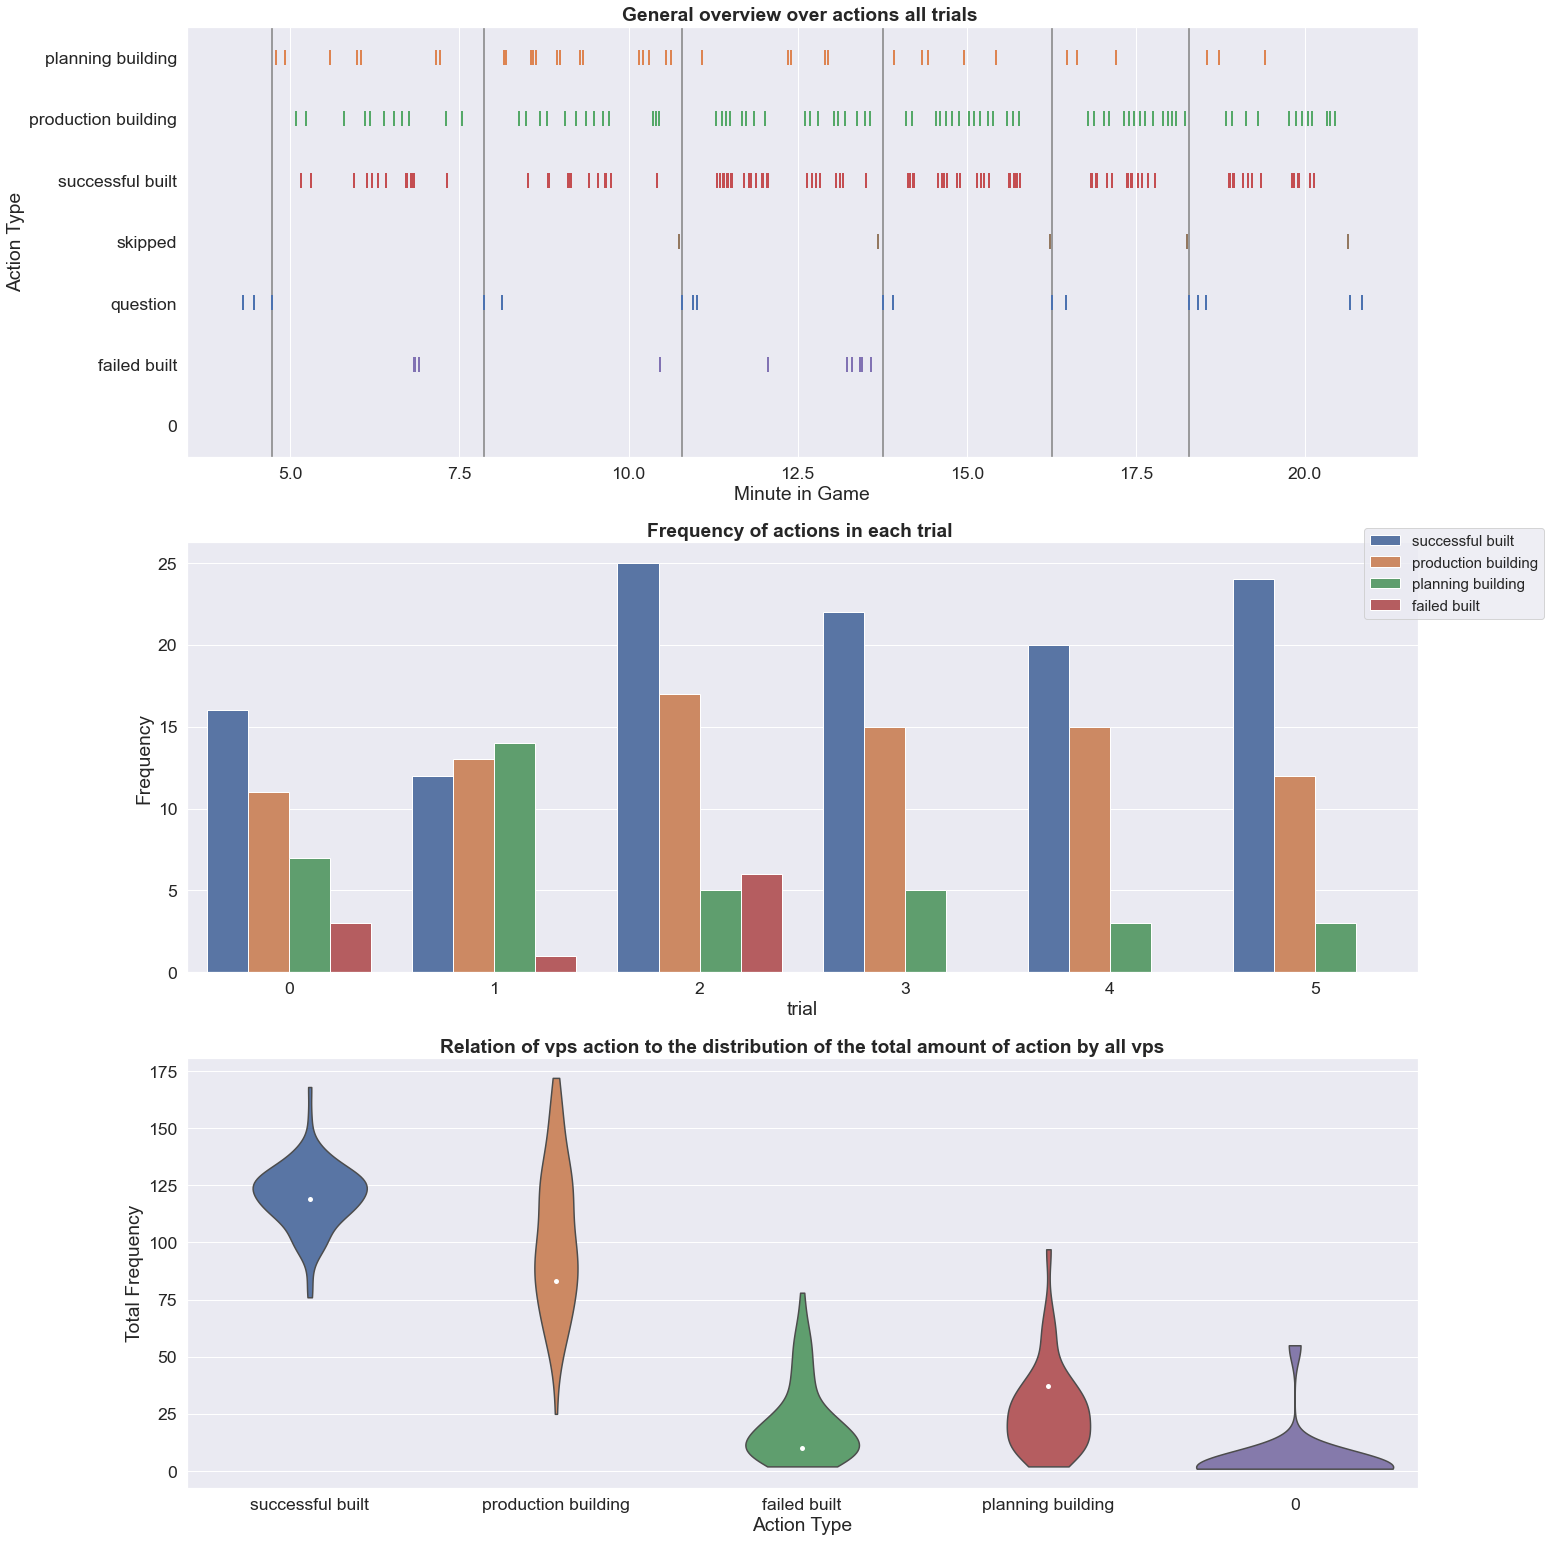 General overview over actions all trials
planning building
production building
successful built
skipped
question
failed built
0
Action Type
5.0 7.5 10.0 12.5 15.0 17.5 20.0
Minute in Game
Frequency of actions in each trial
successful built
production building
planning building
failed built
25
20
15
10
5
0
Frequency
0 1 2 3 4 5
trial
Relation of vps action to the distribution of the total amount of action by all vps
175
150
125
100
75
50
25
0
Total Frequency
successful built production building failed built planning building 0
Action Type